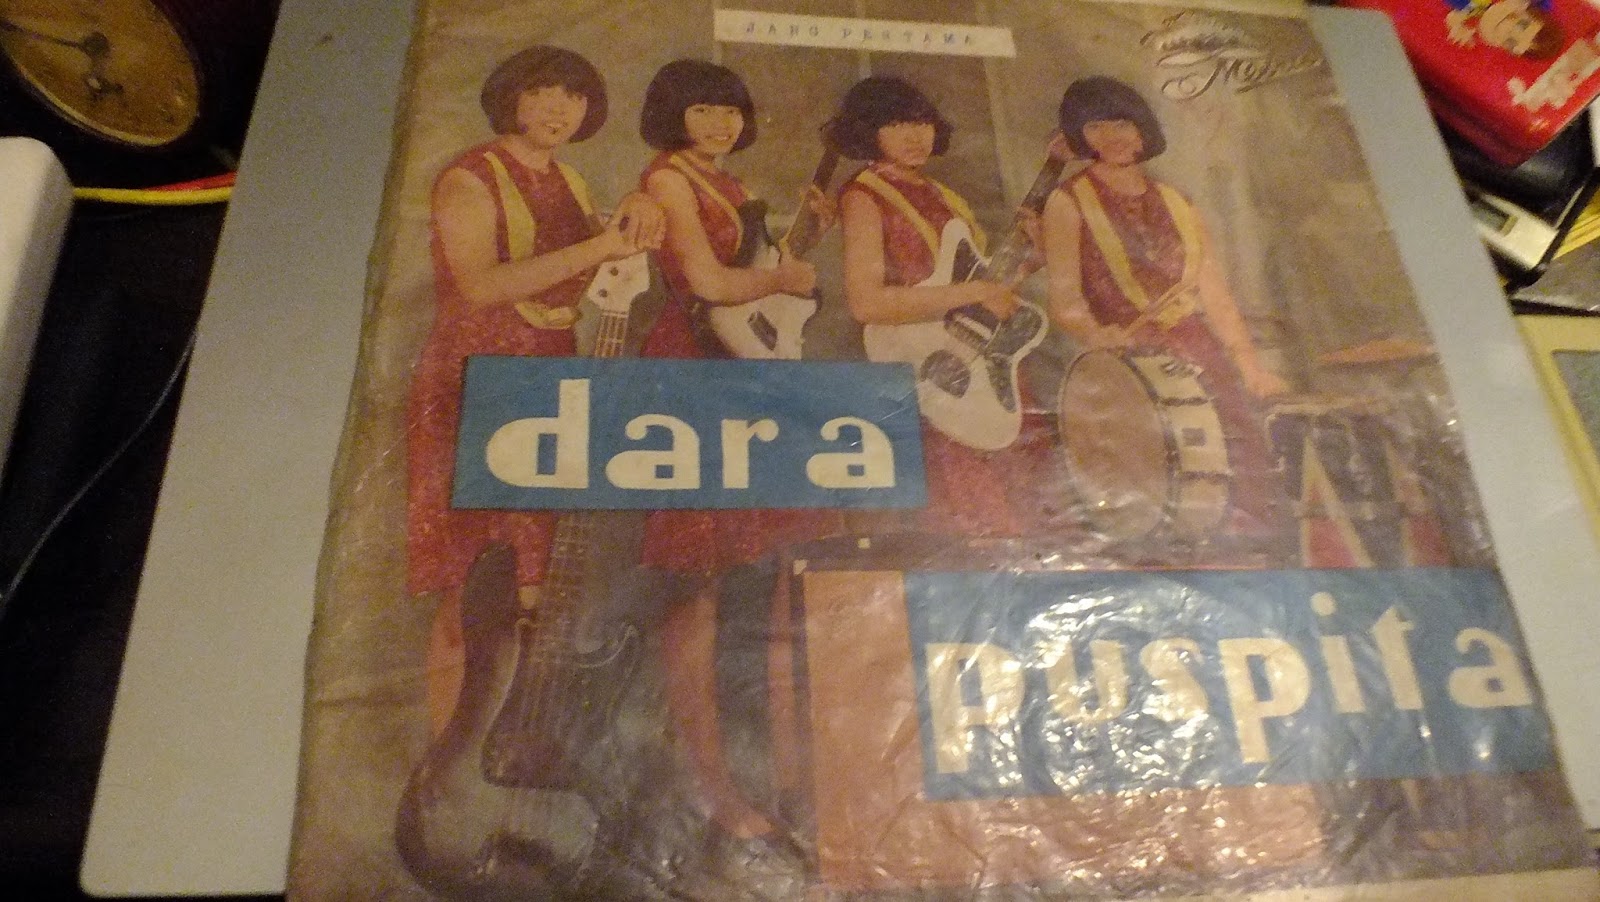 JANG PERTAMA
dara
puspita